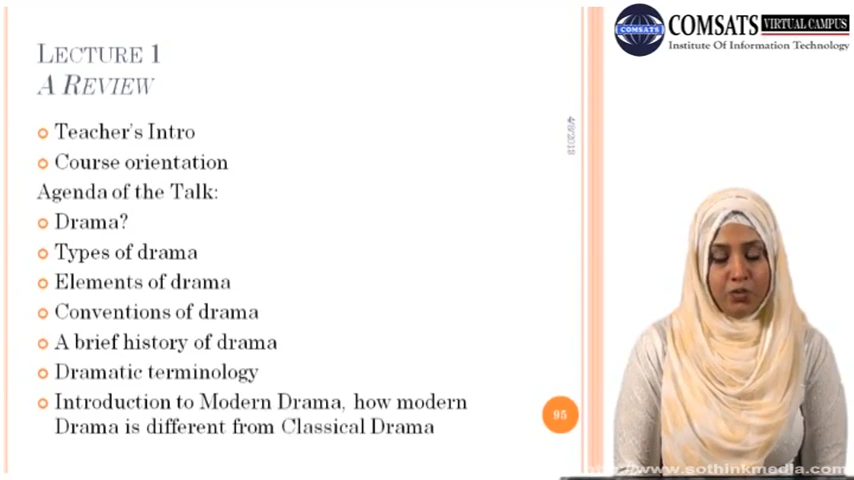 COMSATS VIRTUAL CAMPUS
Institute Of Information Technology
COMSATS
LECTURE 1
A REVIEW
Teacher's Intro
Course orientation
Agenda of the Talk:
Drama?
Types of drama
Elements of drama
Conventions of drama
A brief history of drama
Dramatic terminology
Introduction to Modern Drama, how modern
Drama is different from Classical Drama
95
http://www.sothinkmedia.com